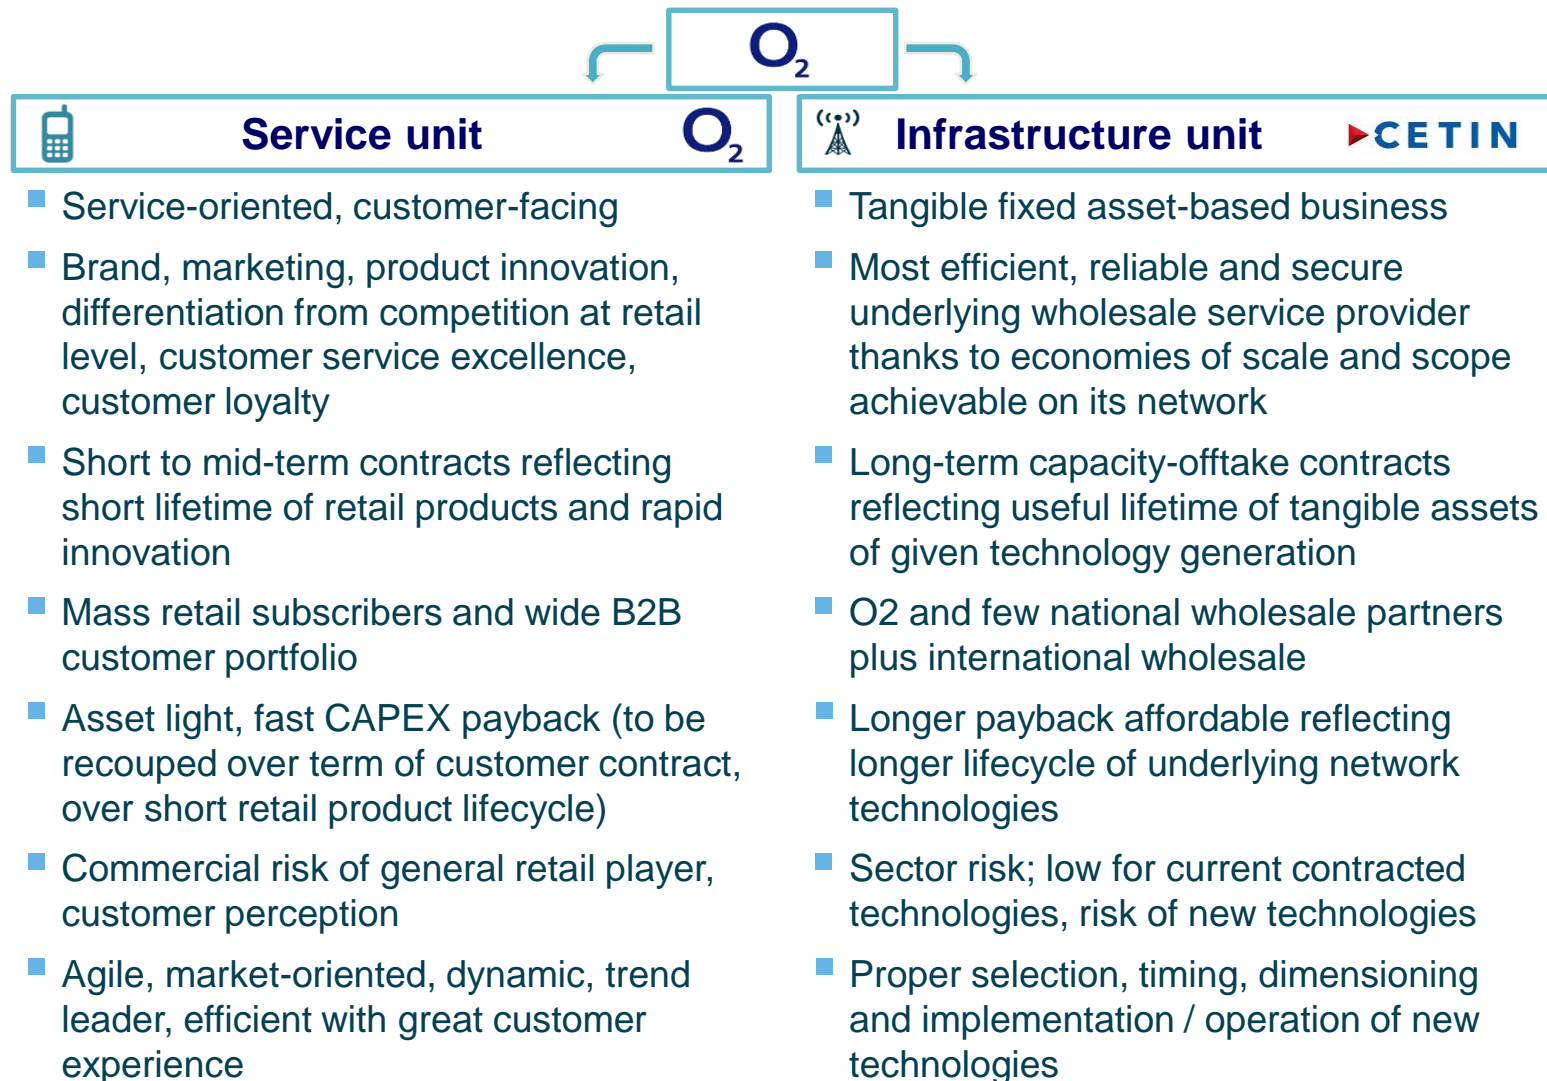 O2
Service unit
O2
Service-oriented, customer-facing
Brand, marketing, product innovation,
differentiation from competition at retail
level, customer service excellence,
customer loyalty
Short to mid-term contracts reflecting
short lifetime of retail products and rapid
innovation
Mass retail subscribers and wide B2B
customer portfolio
Asset light, fast CAPEX payback (to be
recouped over term of customer contract,
over short retail product lifecycle)
Commercial risk of general retail player,
customer perception
Agile, market-oriented, dynamic, trend
leader, efficient with great customer
experience
Infrastructure unit
CETIN
Tangible fixed asset-based business
Most efficient, reliable and secure
underlying wholesale service provider
thanks to economies of scale and scope
achievable on its network
Long-term capacity-offtake contracts
reflecting useful lifetime of tangible assets
of given technology generation
O2 and few national wholesale partners
plus international wholesale
Longer payback affordable reflecting
longer lifecycle of underlying network
technologies
Sector risk; low for current contracted
technologies, risk of new technologies
Proper selection, timing, dimensioning
and implementation / operation of new
technologies